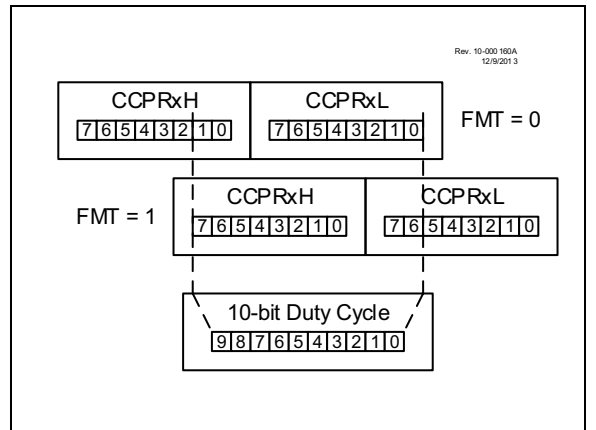 Rev. 10-000 160A
12/9/201 3
CCPRxH CCPRxL
7 6 5 4 3 2 1 0 7 6 5 4 3 2 1 0 FMT = 0
CCPRxH CCPRxL
FMT = 1 7 6 5 4 3 2 1 0 7 6 5 4 3 2 1 0
10-bit Duty Cycle
9 8 7 6 5 4 3 2 1 0